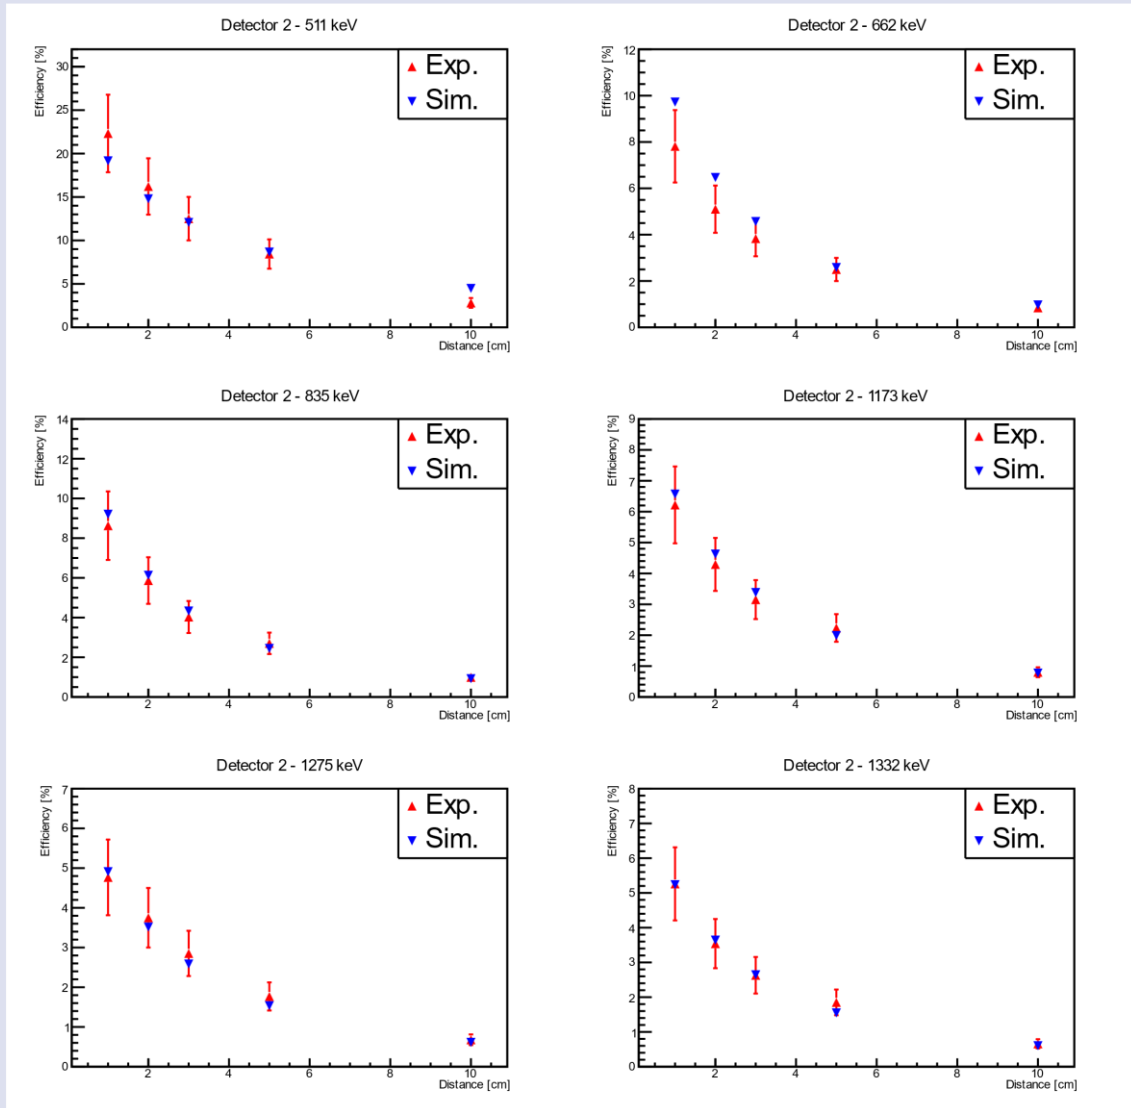 Detector 2 - 511 keV
Efficiency [%]
30
25
20
15
10
5
0
2
4
6
8
10
Distance [cm]
Exp.
Sim.
Detector 2 - 662 keV
Efficiency [%]
12
10
8
6
4
2
0
2
4
6
8
10
Distance [cm]
Exp.
Sim.
Detector 2 - 835 keV
Efficiency [%]
14
12
10
8
6
4
2
0
2
4
6
8
10
Distance [cm]
Exp.
Sim.
Detector 2 - 1173 keV
Efficiency [%]
9
8
7
6
5
4
3
2
1
0
2
4
6
8
10
Distance [cm]
Exp.
Sim.
Detector 2 - 1275 keV
Efficiency [%]
7
6
5
4
3
2
1
0
2
4
6
8
10
Distance [cm]
Exp.
Sim.
Detector 2 - 1332 keV
Efficiency [%]
8
7
6
5
4
3
2
1
0
2
4
6
8
10
Distance [cm]
Exp.
Sim.